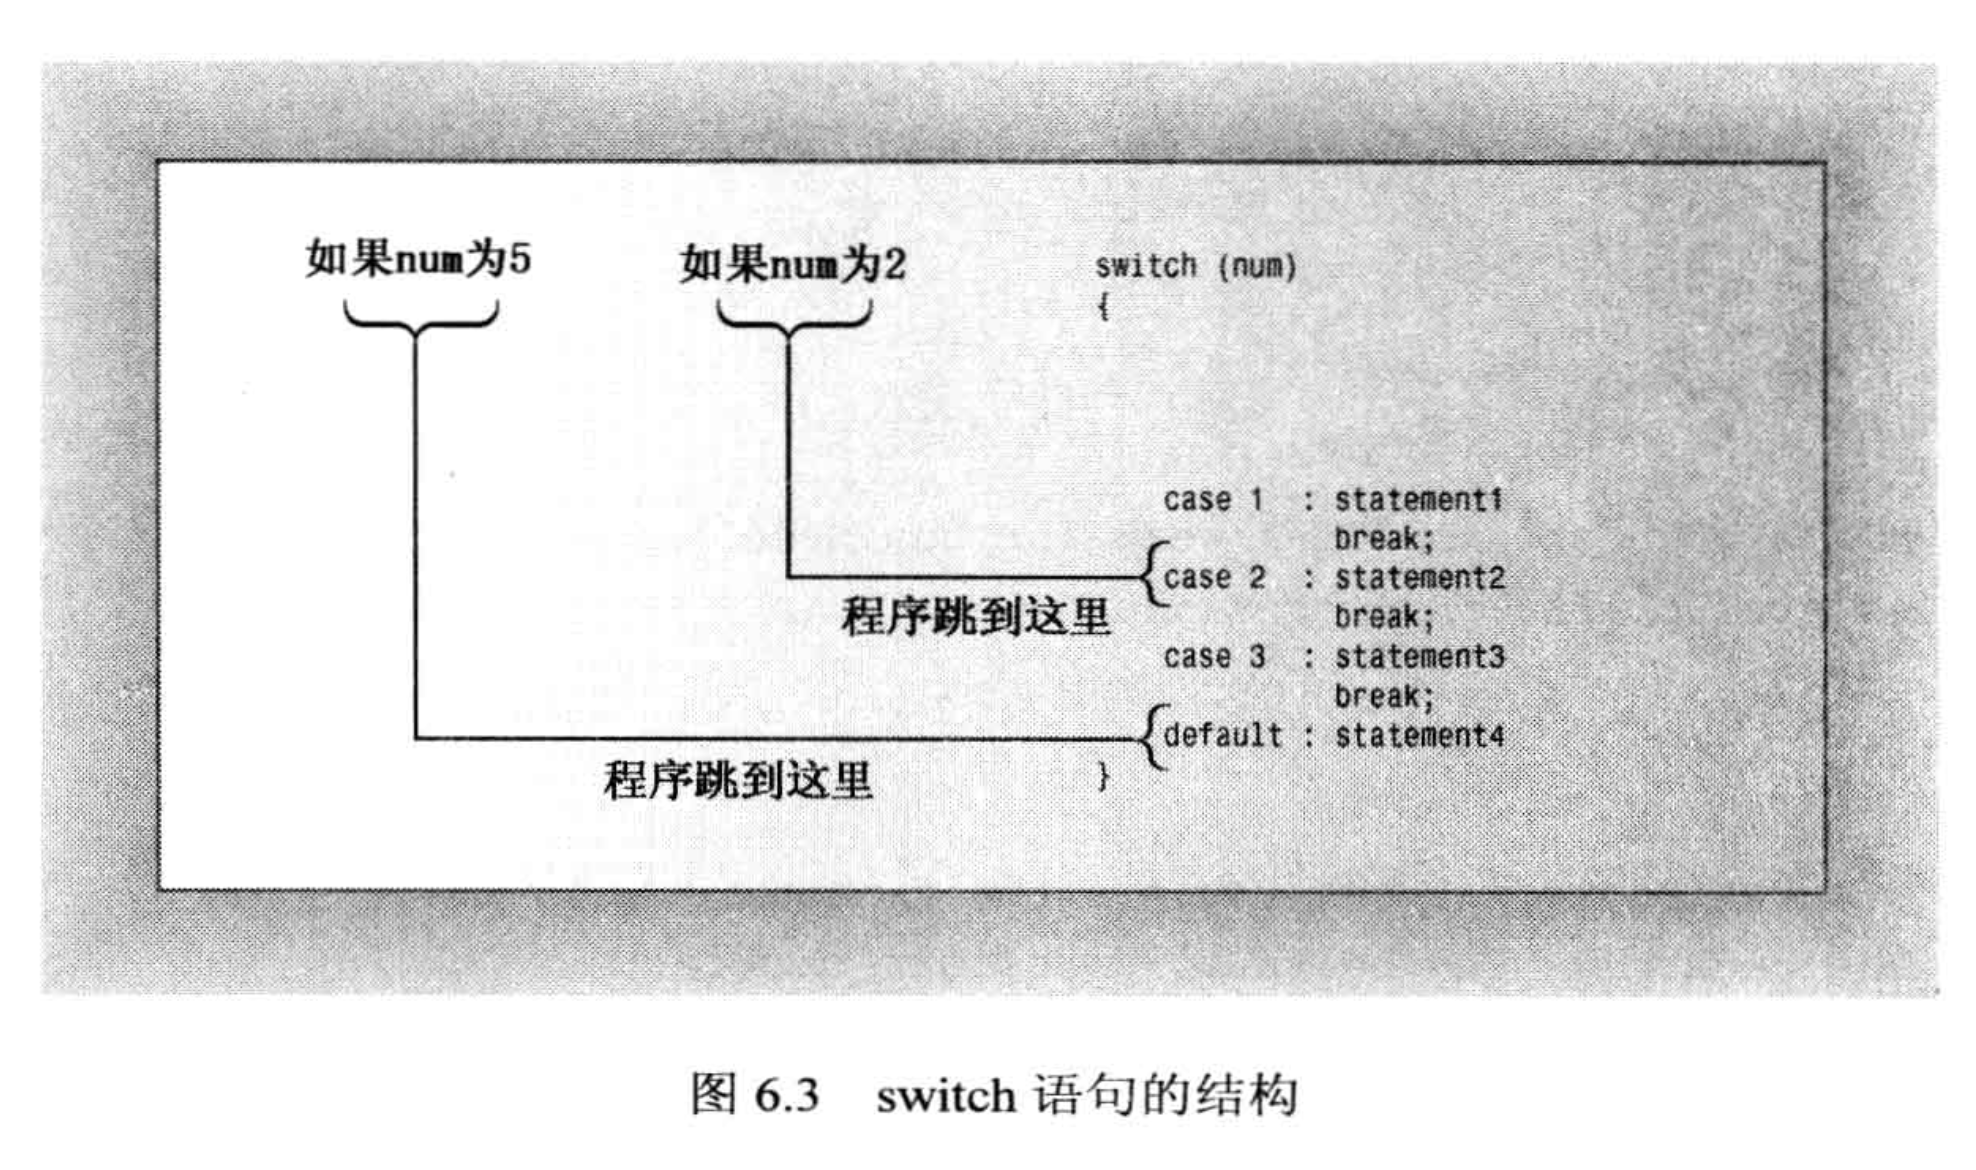 如果num为5
如果num为2
switch (num)
{
case 1 : statement1
break;
case 2 : statement2
程序跳到这里
break;
case 3 : statement3
break;
default : statement4
程序跳到这里
}
图 6.3 switch 语句的结构